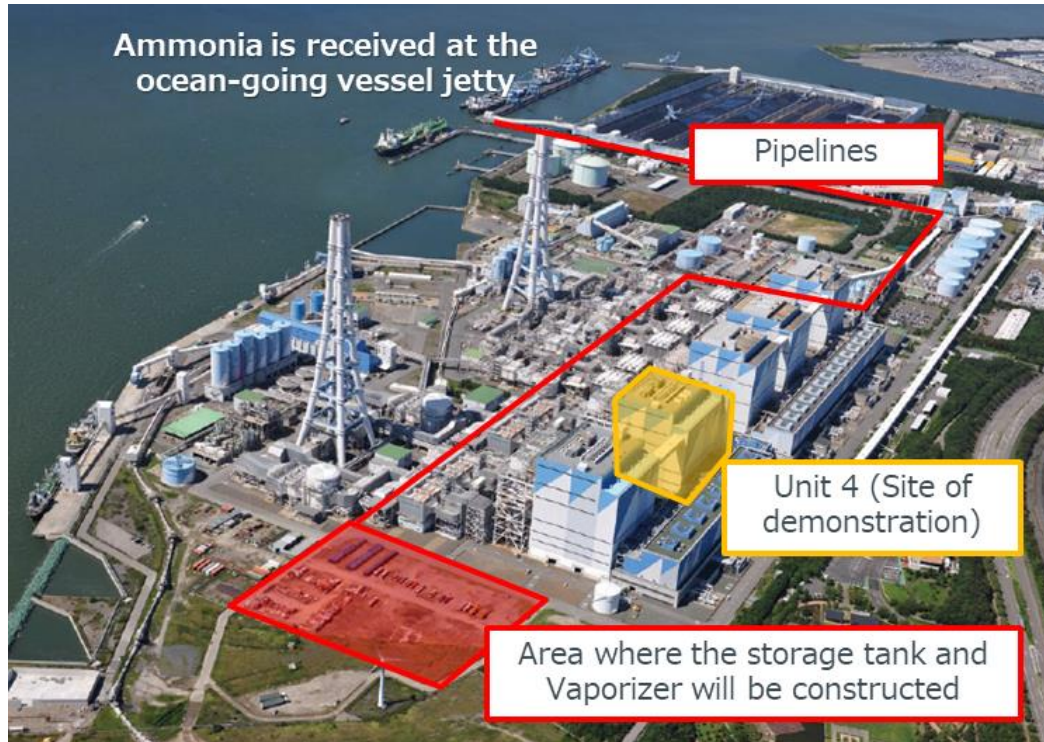 Ammonia is received at the
ocean-going vessel jetty
Pipelines
Unit 4 (Site of
demonstration)
Area where the storage tank and
Vaporizer will be constructed